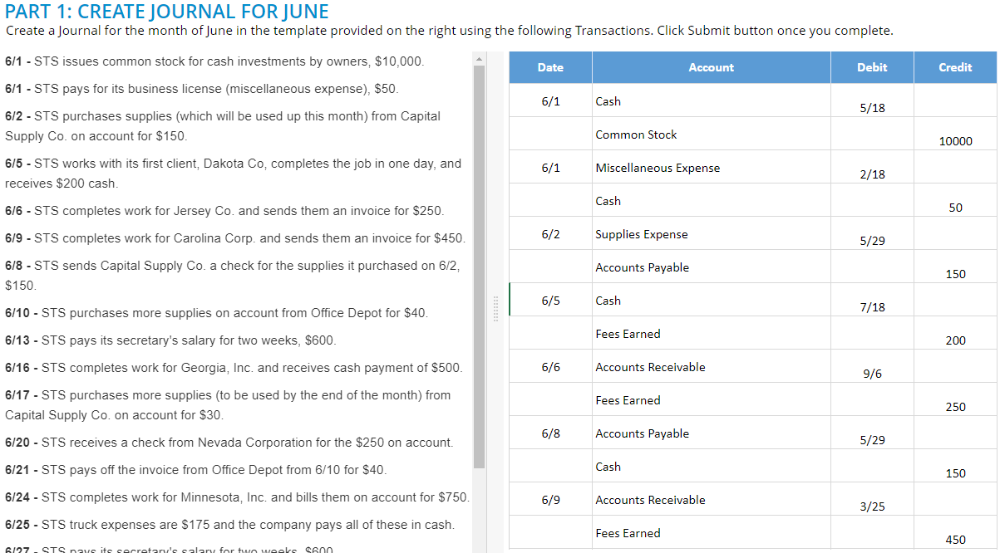 PART 1: CREATE JOURNAL FOR JUNE
Create a Journal for the month of June in the template provided on the right using the following Transactions. Click Submit button once you complete.
6/1 - STS issues common stock for cash investments by owners, $10,000.
6/1 - STS pays for its business license (miscellaneous expense), $50.
6/2 - STS purchases supplies (which will be used up this month) from Capital
Supply Co. on account for $150.
6/5 - STS works with its first client, Dakota Co, completes the job in one day, and
receives $200 cash.
6/6 - STS completes work for Jersey Co. and sends them an invoice for $250.
6/9 - STS completes work for Carolina Corp. and sends them an invoice for $450.
6/8 - STS sends Capital Supply Co. a check for the supplies it purchased on 6/2,
$150.
6/10 - STS purchases more supplies on account from Office Depot for $40.
6/13 - STS pays its secretary's salary for two weeks, $600.
6/16 - STS completes work for Georgia, Inc. and receives cash payment of $500.
6/17 - STS purchases more supplies (to be used by the end of the month) from
Capital Supply Co. on account for $30.
6/20 - STS receives a check from Nevada Corporation for the $250 on account.
6/21 - STS pays off the invoice from Office Depot from 6/10 for $40.
6/24 - STS completes work for Minnesota, Inc. and bills them on account for $750.
6/25 - STS truck expenses are $175 and the company pays all of these in cash.
6/27 - STS pays its secretary's salary for two weeks, $600
Date Account Debit Credit
6/1 Cash 5/18
Common Stock 10000
6/1 Miscellaneous Expense 2/18
Cash 50
6/2 Supplies Expense 5/29
Accounts Payable 150
6/5 Cash 7/18
Fees Earned 200
6/6 Accounts Receivable 9/6
Fees Earned 250
6/8 Accounts Payable 5/29
Cash 150
6/9 Accounts Receivable 3/25
Fees Earned 450